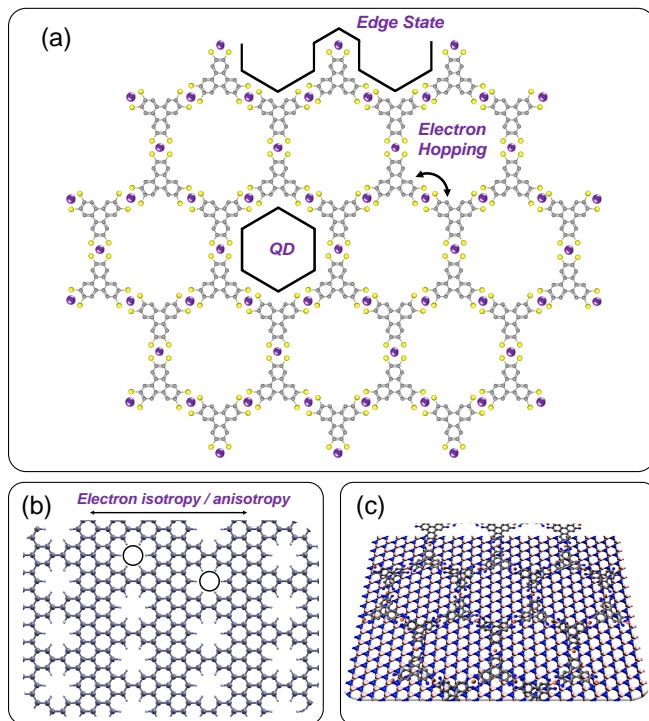 (a)
Edge State
Electron
Hopping
QD
(b)
Electron isotropy / anisotropy
(c)